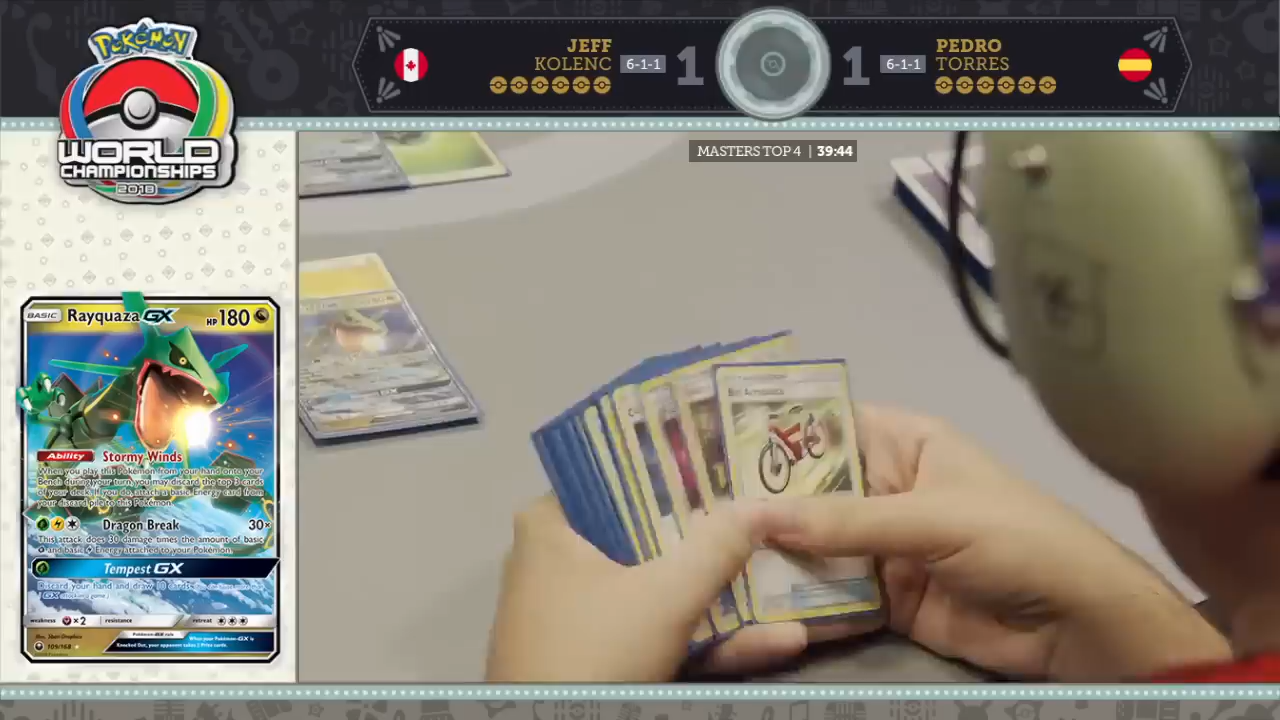 POKéMON
WORLD
CHAMPIONSHIPS
2018
JEFF
KOLENC 6-1-1 1
1 6-1-1 PEDRO
TORRES
MASTERS TOP 4 | 39:44
BASIC Rayquaza GX HP 180
Ability Stormy Winds
When you play this Pokémon from your hand onto your
Bench during your turn, you may discard the top 3 cards
of your deck. If you do, attach a basic Energy card from
your discard pile to this Pokémon.
Dragon Break 30×
This attack does 30 damage times the amount of basic
and basic Energy attached to your Pokémon.
Tempest GX
Discard your hand and draw 10 cards.
weakness ×2 resistance retreat
109/168